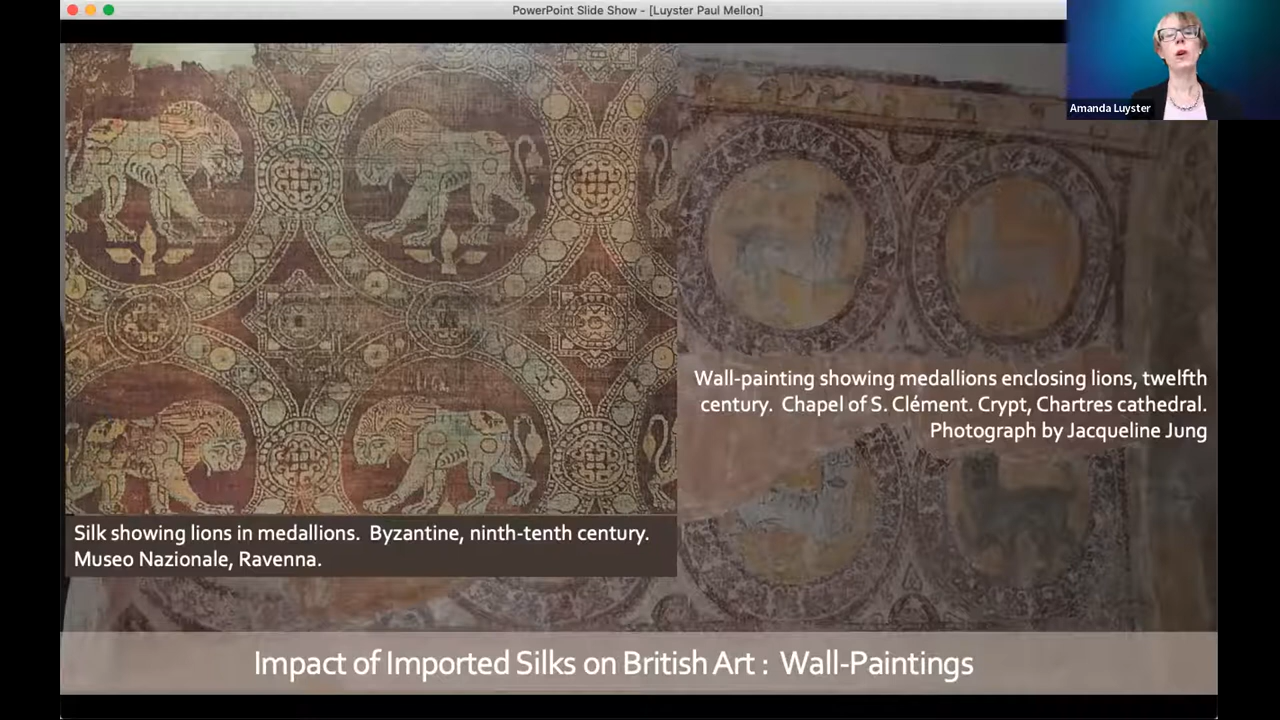 PowerPoint Slide Show - [Luyster Paul Mellon]
Amanda Luyster
Wall-painting showing medallions enclosing lions, twelfth
century.  Chapel of S. Clément. Crypt, Chartres cathedral.
Photograph by Jacqueline Jung
Silk showing lions in medallions.  Byzantine, ninth-tenth century.
Museo Nazionale, Ravenna.
Impact of Imported Silks on British Art :  Wall-Paintings